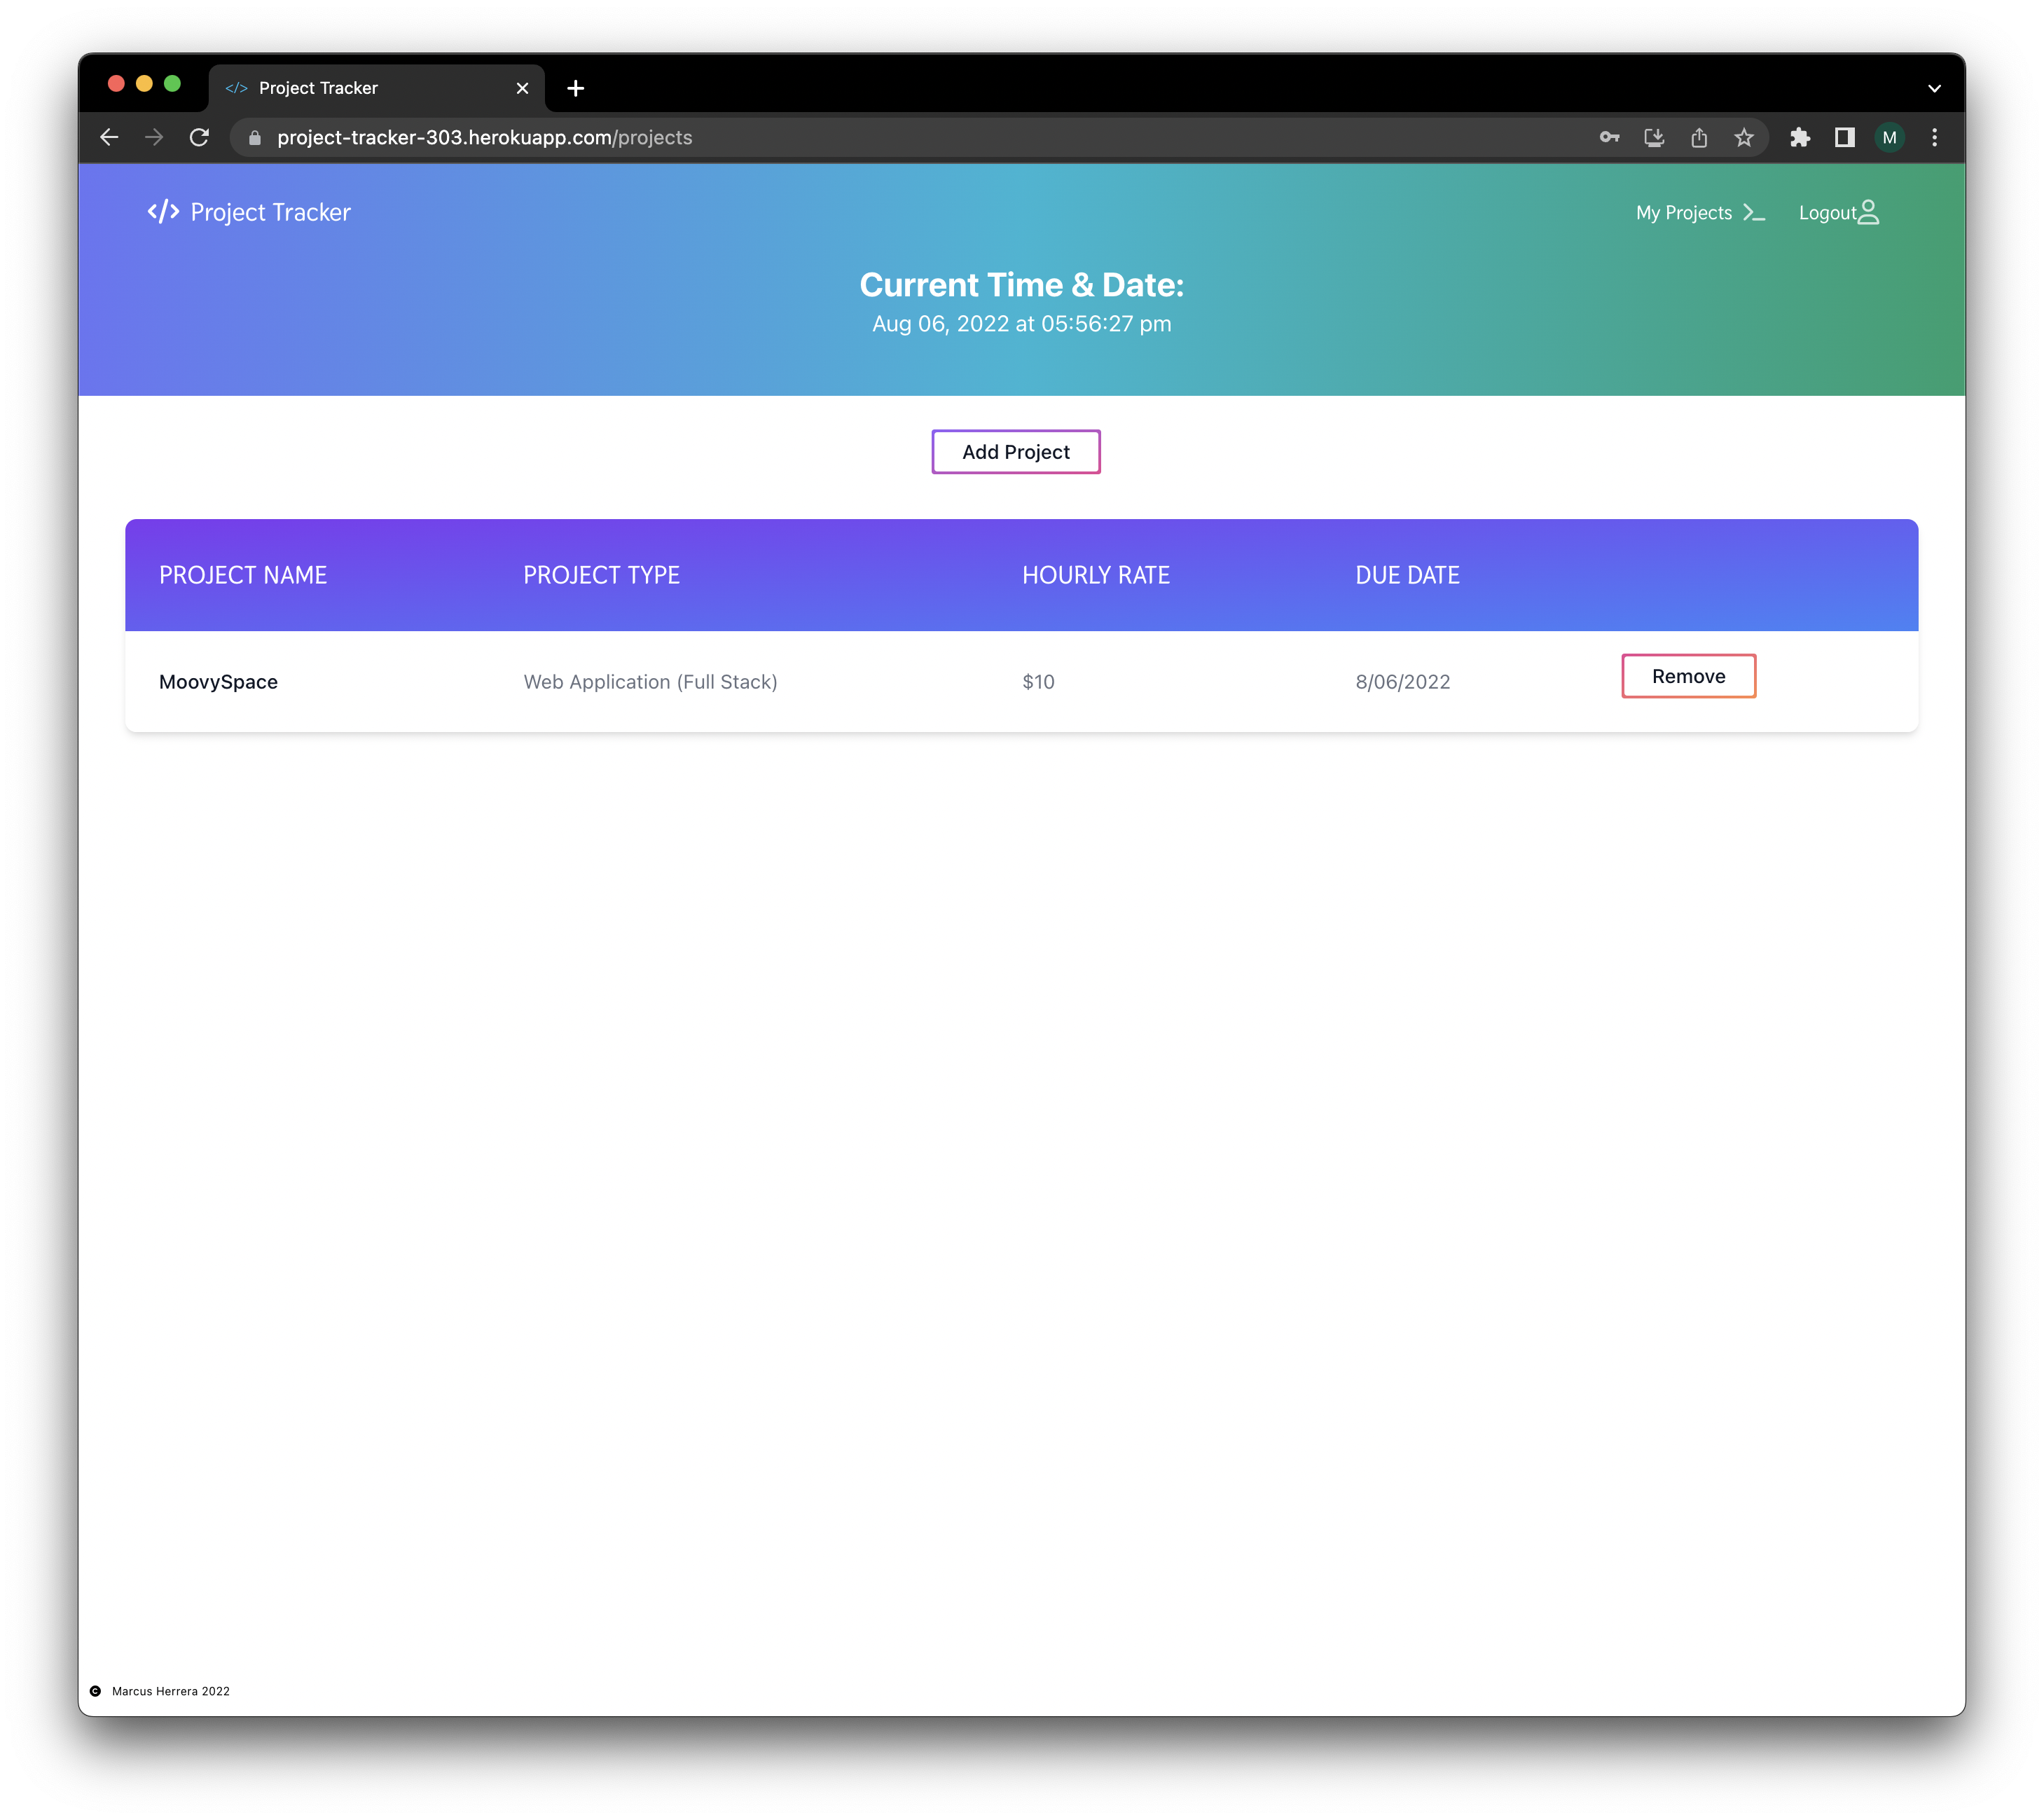 </> Project Tracker
project-tracker-303.herokuapp.com/projects
M
</> Project Tracker
My Projects >_ Logout
Current Time & Date:
Aug 06, 2022 at 05:56:27 pm
Add Project
PROJECT NAME PROJECT TYPE HOURLY RATE DUE DATE
MoovySpace Web Application (Full Stack) $10 8/06/2022 Remove
© Marcus Herrera 2022